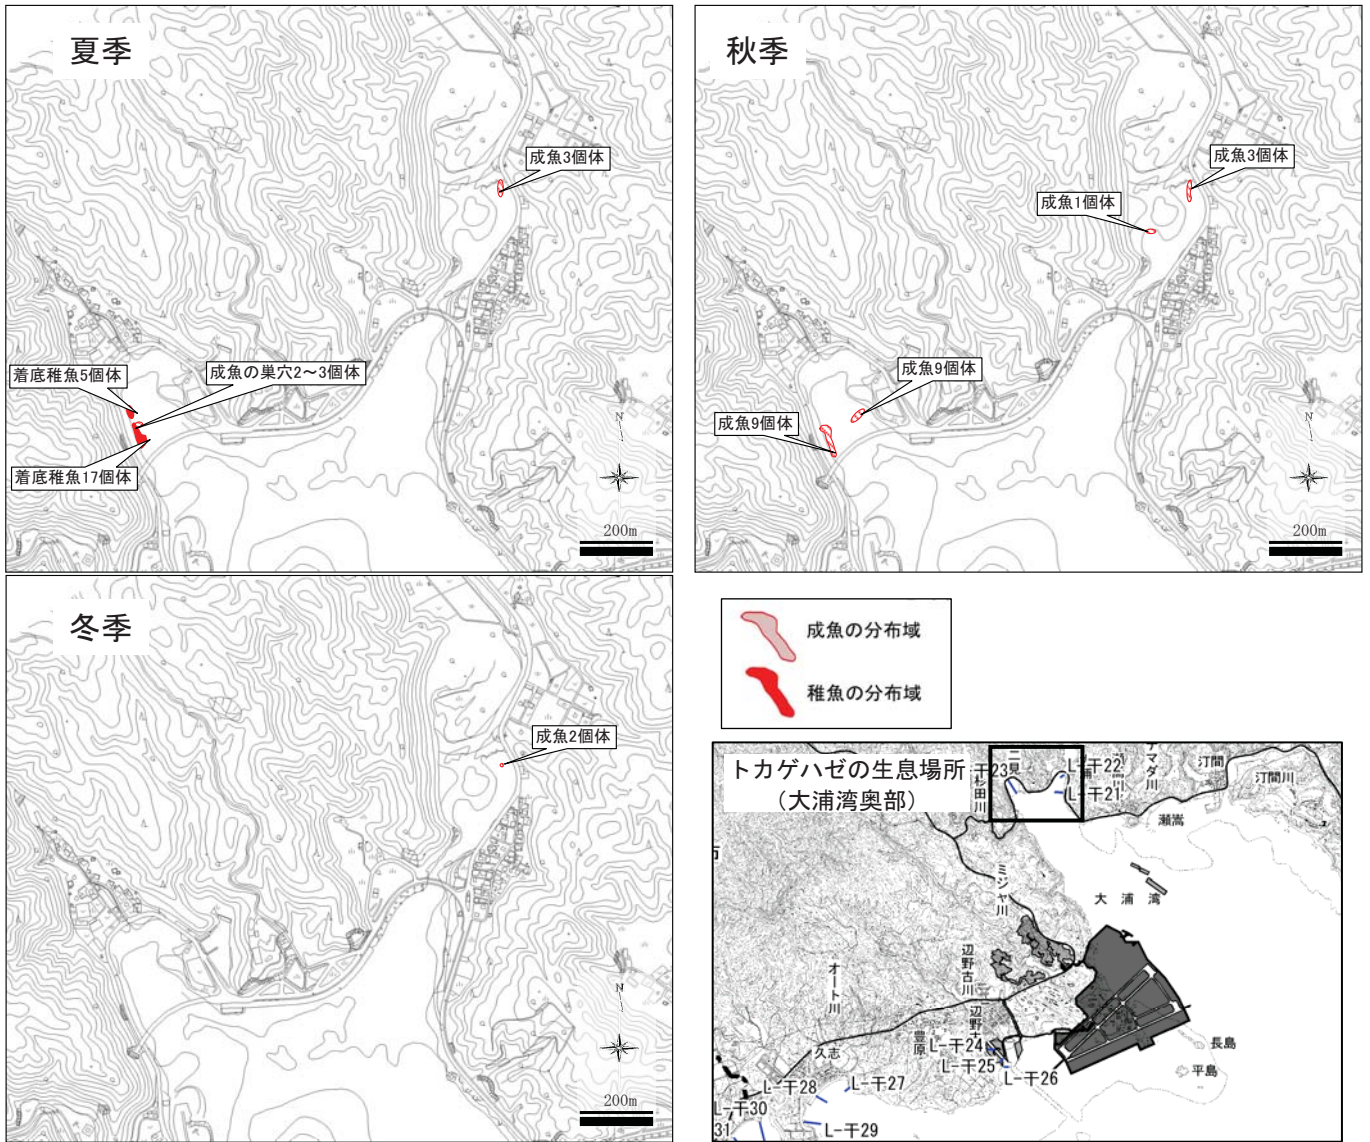 夏季
成魚3個体
着底稚魚5個体
成魚の巣穴2～3個体
着底稚魚17個体
N
200m
秋季
成魚3個体
成魚1個体
成魚9個体
成魚9個体
N
200m
冬季
成魚2個体
N
200m
成魚の分布域
稚魚の分布域
トカゲハゼの生息場所
（大浦湾奥部）
干23
二見
杉田川
L-干22
L-干21
マダ川
汀間
汀間川
瀬嵩
大浦湾
ミジャ川
辺野古川
オート川
辺野古
豊原
久志
L-干24
L-干25
L-干26
長島
平島
L-干28
L-干27
L-干30
L-干29
31